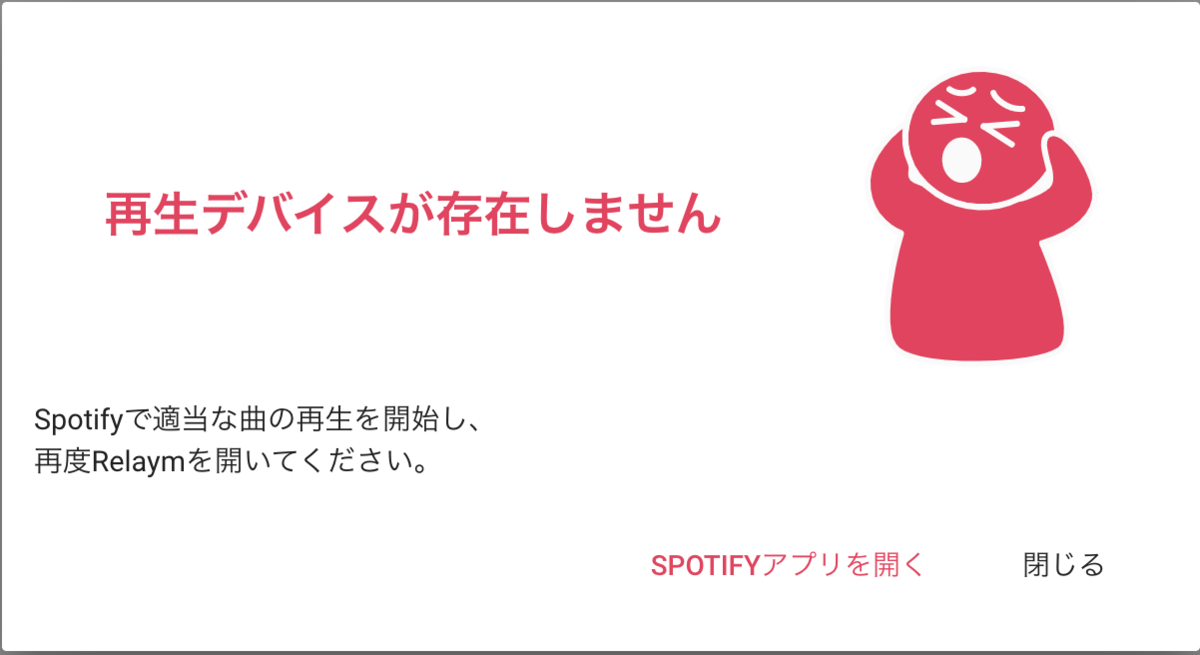 再生デバイスが存在しません
Spotifyで適当な曲の再生を開始し、
再度Relaymを開いてください。
SPOTIFYアプリを開く
閉じる